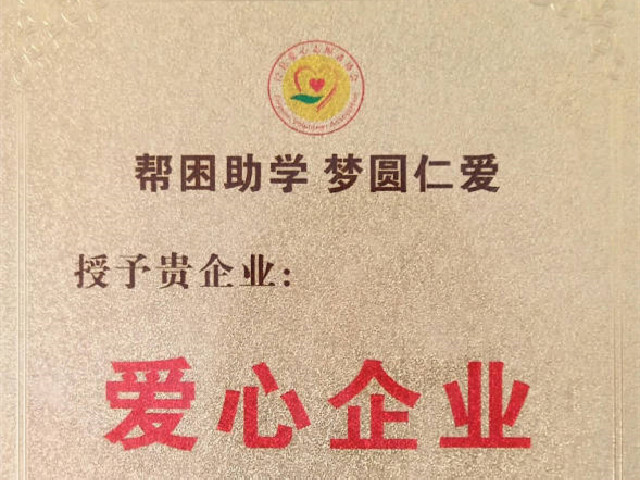 帮困助学 梦圆仁爱
授予贵企业：
爱心企业